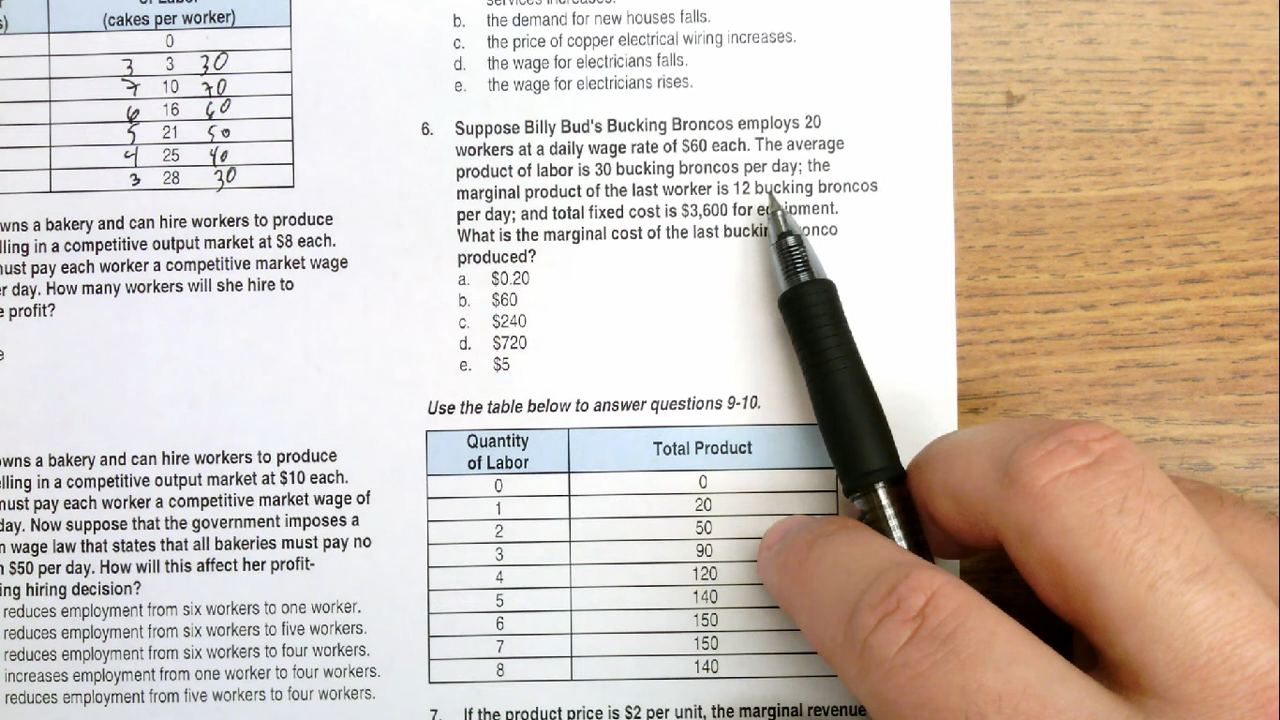 of Labor
(cakes per worker)
0
3 3 30
7 10 70
6 16 60
5 21 50
4 25 40
3 28 30
wns a bakery and can hire workers to produce
lling in a competitive output market at $8 each.
must pay each worker a competitive market wage
er day. How many workers will she hire to
e profit?
e
owns a bakery and can hire workers to produce
elling in a competitive output market at $10 each.
must pay each worker a competitive market wage of
day. Now suppose that the government imposes a
n wage law that states that all bakeries must pay no
n $50 per day. How will this affect her profit-
ing hiring decision?
reduces employment from six workers to one worker.
reduces employment from six workers to five workers.
reduces employment from six workers to four workers.
increases employment from one worker to four workers.
reduces employment from five workers to four workers.
services increases.
b. the demand for new houses falls.
c. the price of copper electrical wiring increases.
d. the wage for electricians falls.
e. the wage for electricians rises.
6. Suppose Billy Bud's Bucking Broncos employs 20
workers at a daily wage rate of $60 each. The average
product of labor is 30 bucking broncos per day; the
marginal product of the last worker is 12 bucking broncos
per day; and total fixed cost is $3,600 for equipment.
What is the marginal cost of the last bucking bronco
produced?
a. $0.20
b. $60
c. $240
d. $720
e. $5
Use the table below to answer questions 9-10.
Quantity of Labor Total Product
0 0
1 20
2 50
3 90
4 120
5 140
6 150
7 150
8 140
7. If the product price is $2 per unit, the marginal revenue